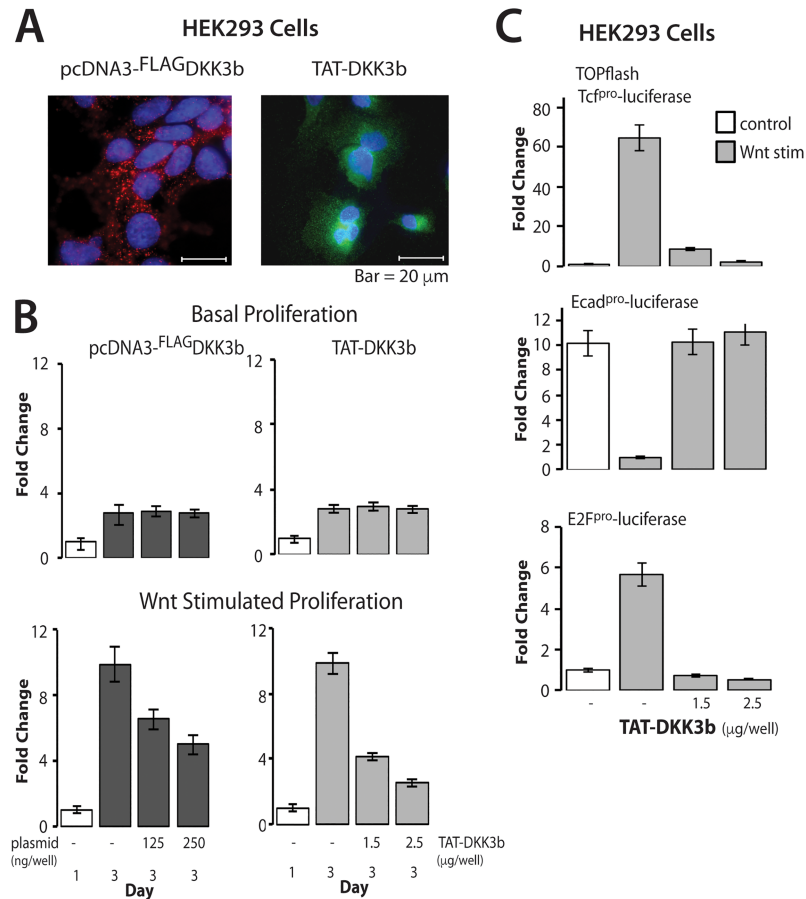 A
HEK293 Cells
pcDNA3-FLAGDKK3b
TAT-DKK3b
Bar = 20 μm
B
Basal Proliferation
pcDNA3-FLAGDKK3b
TAT-DKK3b
Fold Change
12
8
4
0
12
8
4
0
Wnt Stimulated Proliferation
Fold Change
12
8
4
0
12
8
4
0
plasmid - - 125 250
(ng/well)
1 3 3 3
Day
- - 1.5 2.5 TAT-DKK3b
(μg/well)
1 3 3 3
Day
C
HEK293 Cells
TOPflash
Tcfpro-luciferase
control
Wnt stim
Fold Change
80
60
40
20
0
Ecadpro-luciferase
Fold Change
12
10
8
6
4
2
0
E2Fpro-luciferase
Fold Change
8
6
4
2
0
- - 1.5 2.5
TAT-DKK3b (μg/well)